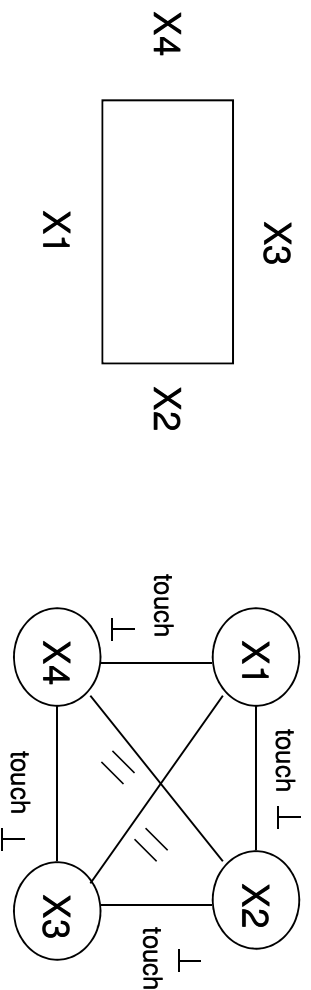 X3
X4
X2
X1
touch ⊥
X1
X2
touch
⊥
⊥
touch
//
//
X4
X3
touch ⊥